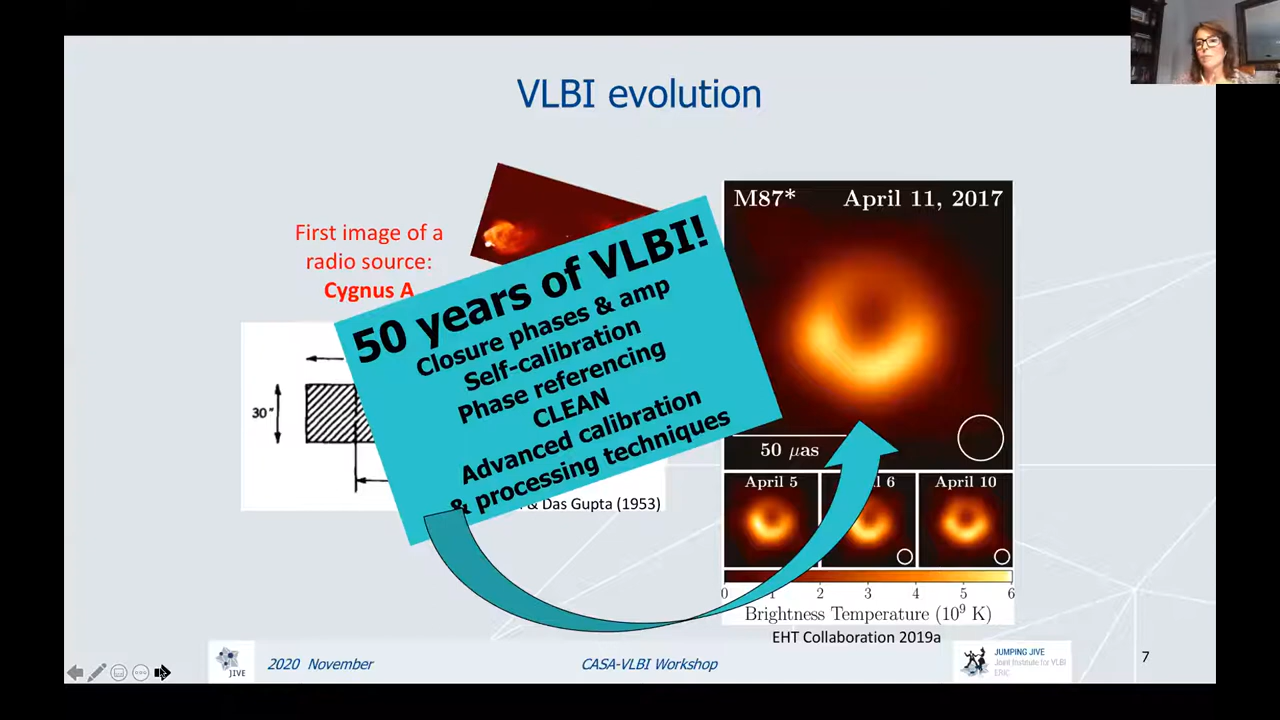 VLBI evolution
First image of a
radio source:
Cygnus A
30"
50 years of VLBI!
Closure phases & amp
Self-calibration
Phase referencing
CLEAN
Advanced calibration
& processing techniques
& Das Gupta (1953)
M87*
April 11, 2017
50 μas
April 5
6
April 10
0 1 2 3 4 5 6
Brightness Temperature (10⁹ K)
EHT Collaboration 2019a
JIVE
2020 November
CASA-VLBI Workshop
JUMPING JIVE
Joint Institute for VLBI
ERIC
7